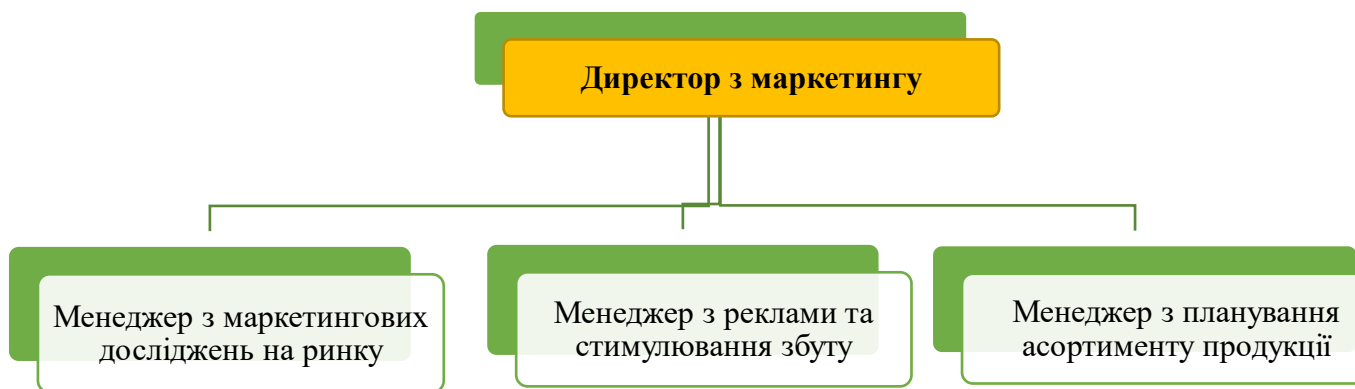 Директор з маркетингу
Менеджер з маркетингових
досліджень на ринку
Менеджер з реклами та
стимулювання збуту
Менеджер з планування
асортименту продукції